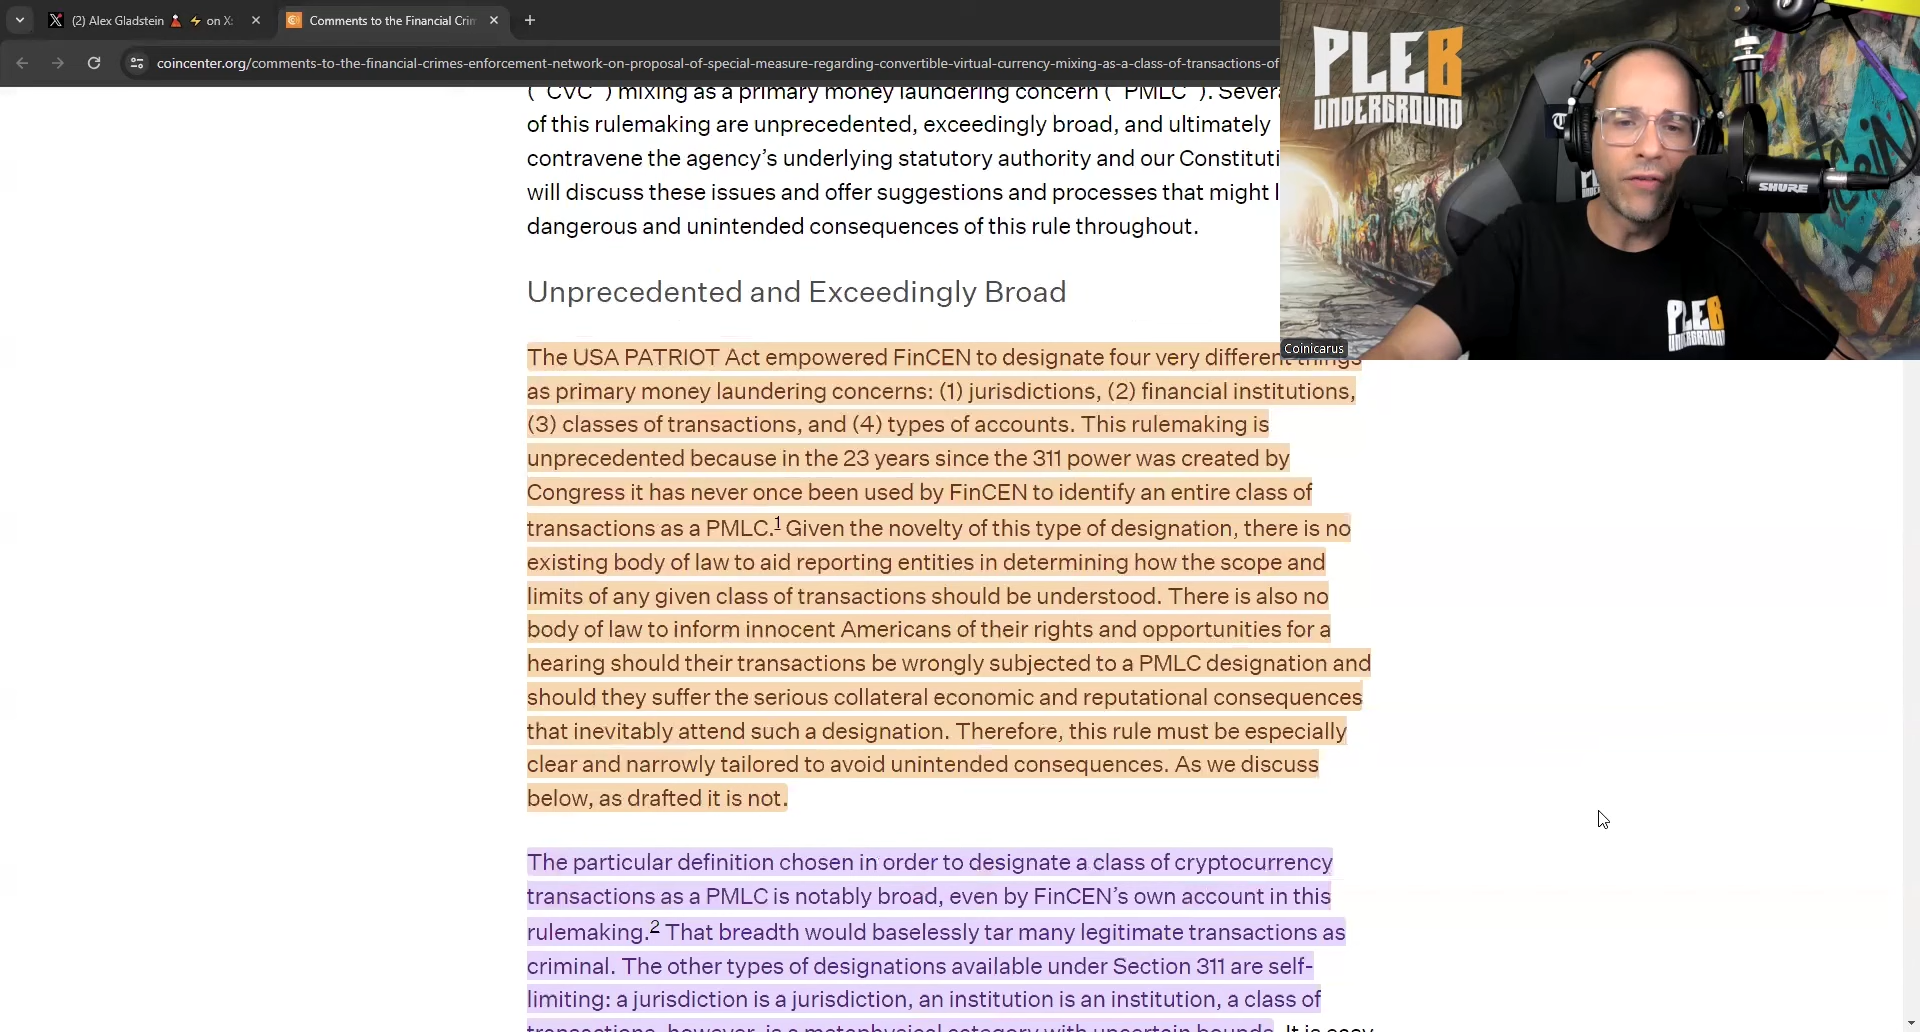 (2) Alex Gladstein
on X:
Comments to the Financial Crim
coincenter.org/comments-to-the-financial-crimes-enforcement-network-on-proposal-of-special-measure-regarding-convertible-virtual-currency-mixing-as-a-class-of-transactions-of
("CVC") mixing as a primary money laundering concern ("PMLC"). Severa
of this rulemaking are unprecedented, exceedingly broad, and ultimately
contravene the agency's underlying statutory authority and our Constituti
will discuss these issues and offer suggestions and processes that might l
dangerous and unintended consequences of this rule throughout.
Unprecedented and Exceedingly Broad
The USA PATRIOT Act empowered FinCEN to designate four very different things
as primary money laundering concerns: (1) jurisdictions, (2) financial institutions,
(3) classes of transactions, and (4) types of accounts. This rulemaking is
unprecedented because in the 23 years since the 311 power was created by
Congress it has never once been used by FinCEN to identify an entire class of
transactions as a PMLC.1 Given the novelty of this type of designation, there is no
existing body of law to aid reporting entities in determining how the scope and
limits of any given class of transactions should be understood. There is also no
body of law to inform innocent Americans of their rights and opportunities for a
hearing should their transactions be wrongly subjected to a PMLC designation and
should they suffer the serious collateral economic and reputational consequences
that inevitably attend such a designation. Therefore, this rule must be especially
clear and narrowly tailored to avoid unintended consequences. As we discuss
below, as drafted it is not.
The particular definition chosen in order to designate a class of cryptocurrency
transactions as a PMLC is notably broad, even by FinCEN's own account in this
rulemaking.2 That breadth would baselessly tar many legitimate transactions as
criminal. The other types of designations available under Section 311 are self-
limiting: a jurisdiction is a jurisdiction, an institution is an institution, a class of
transactions, however, is a metaphysical category with uncertain bounds. It is easy
PLEB
UNDERGROUND
SHURE
PLEB
UNDERGROUND
Coinicarus